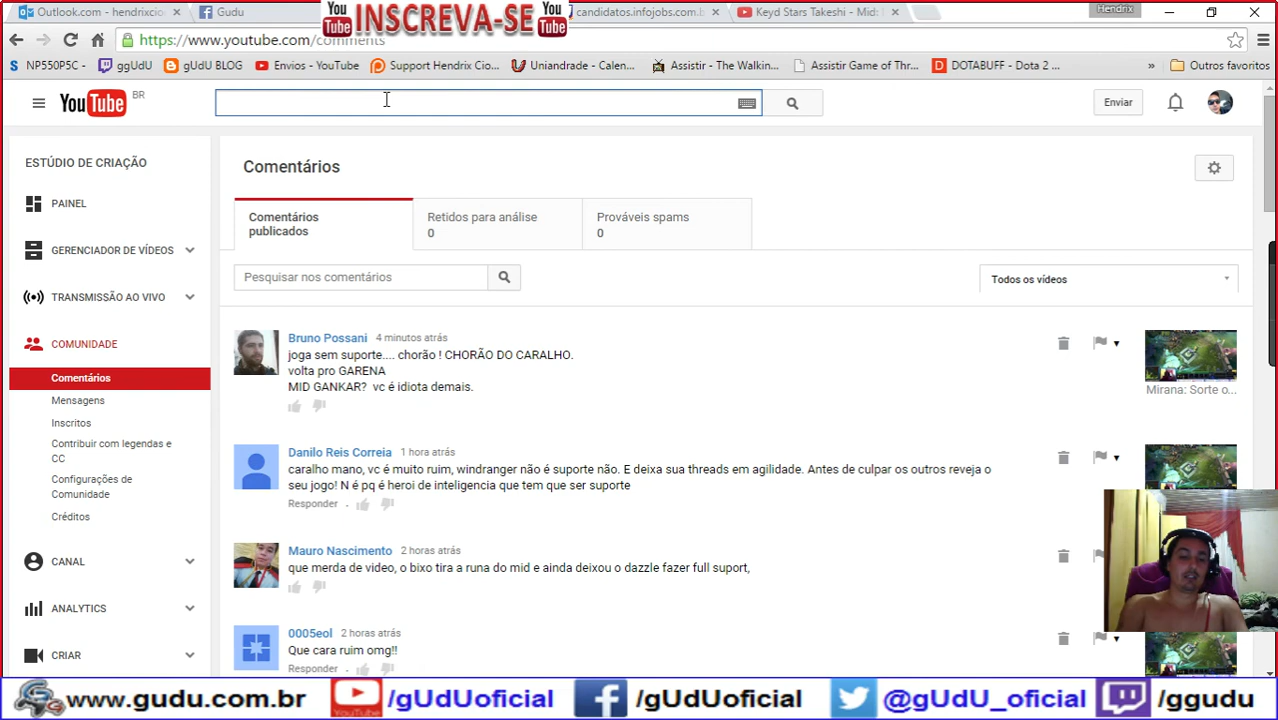 Outlook.com - hendrixcio
Gudu
You Tube INSCREVA-SE You Tube
candidatos.infojobs.com.b
Keyd Stars Takeshi - Mid:
Hendrix
https://www.youtube.com/comments
NP550P5C -
ggUdU
gUdU BLOG
Envios - YouTube
Support Hendrix Cio...
Uniandrade - Calen...
Assistir - The Walkin...
Assistir Game of Thr...
DOTABUFF - Dota 2 ...
»
Outros favoritos
YouTube BR
Enviar
ESTÚDIO DE CRIAÇÃO
PAINEL
GERENCIADOR DE VÍDEOS
TRANSMISSÃO AO VIVO
COMUNIDADE
Comentários
Mensagens
Inscritos
Contribuir com legendas e
CC
Configurações de
Comunidade
Créditos
CANAL
ANALYTICS
CRIAR
Comentários
Comentários
publicados
Retidos para análise
0
Prováveis spams
0
Pesquisar nos comentários
Todos os vídeos
Bruno Possani 4 minutos atrás
joga sem suporte.... chorão ! CHORÃO DO CARALHO.
volta pro GARENA
MID GANKAR? vc é idiota demais.
Mirana: Sorte o...
Danilo Reis Correia 1 hora atrás
caralho mano, vc é muito ruim, windranger não é suporte não. E deixa sua threads em agilidade. Antes de culpar os outros reveja o
seu jogo! N é pq é heroi de inteligencia que tem que ser suporte
Responder
Mauro Nascimento 2 horas atrás
que merda de video, o bixo tira a runa do mid e ainda deixou o dazzle fazer full suport,
0005eol 2 horas atrás
Que cara ruim omg!!
Responder
www.gudu.com.br
YouTube
/gUdUoficial
/gUdUoficial
@gUdU_oficial
/ggudu